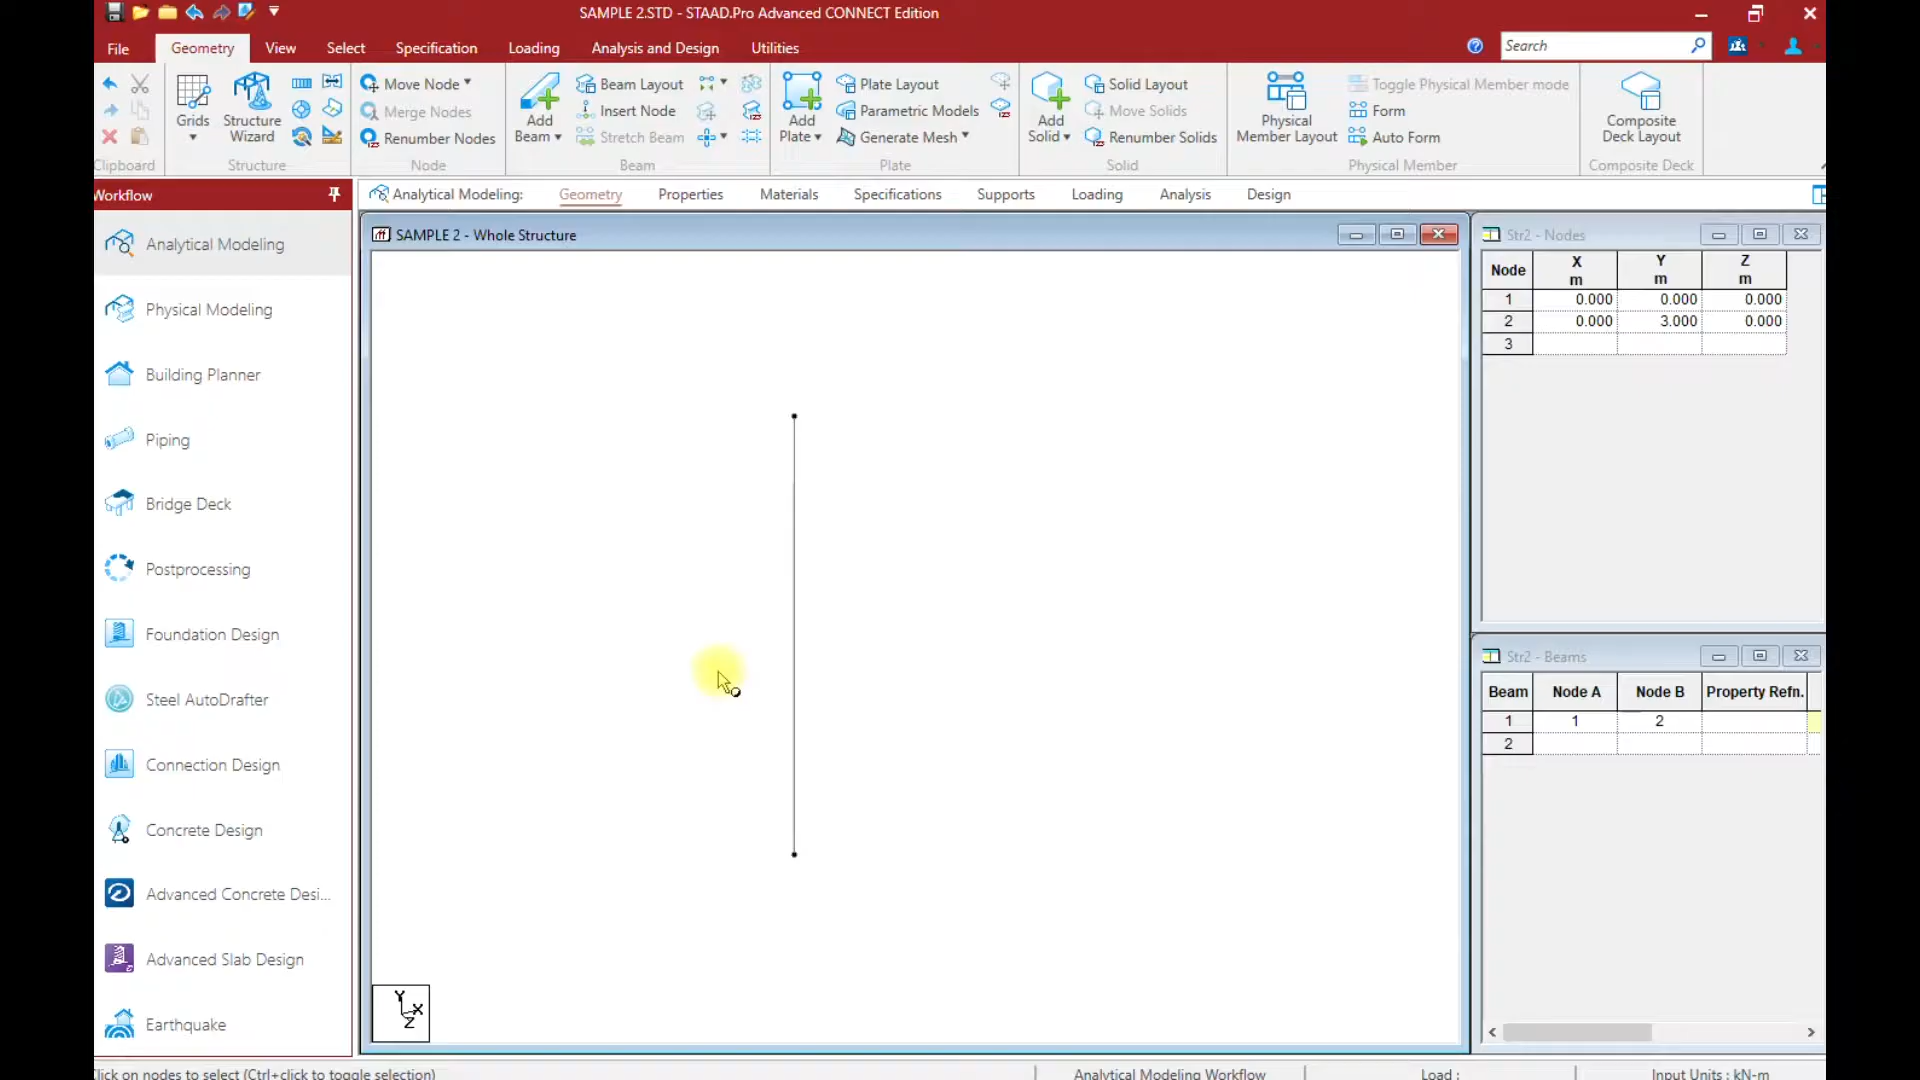 SAMPLE 2.STD - STAAD.Pro Advanced CONNECT Edition
File
Geometry
View
Select
Specification
Loading
Analysis and Design
Utilities
Search
Grids
Structure
Wizard
Structure
Move Node
Merge Nodes
Renumber Nodes
Node
Add
Beam
Beam Layout
Insert Node
Stretch Beam
Beam
Add
Plate
Plate Layout
Parametric Models
Generate Mesh
Plate
Add
Solid
Solid Layout
Move Solids
Renumber Solids
Solid
Physical
Member Layout
Toggle Physical Member mode
Form
Auto Form
Physical Member
Composite
Deck Layout
Composite Deck
Clipboard
Workflow
Analytical Modeling:
Geometry
Properties
Materials
Specifications
Supports
Loading
Analysis
Design
Analytical Modeling
Physical Modeling
Building Planner
Piping
Bridge Deck
Postprocessing
Foundation Design
Steel AutoDrafter
Connection Design
Concrete Design
Advanced Concrete Desi...
Advanced Slab Design
Earthquake
SAMPLE 2 - Whole Structure
Y
X
Z
Str2 - Nodes
Node X m Y m Z m
1 0.000 0.000 0.000
2 0.000 3.000 0.000
3
Str2 - Beams
Beam Node A Node B Property Refn.
1 1 2
2
Click on nodes to select (Ctrl+click to toggle selection)
Analytical Modeling Workflow
Load :
Input Units : kN-m